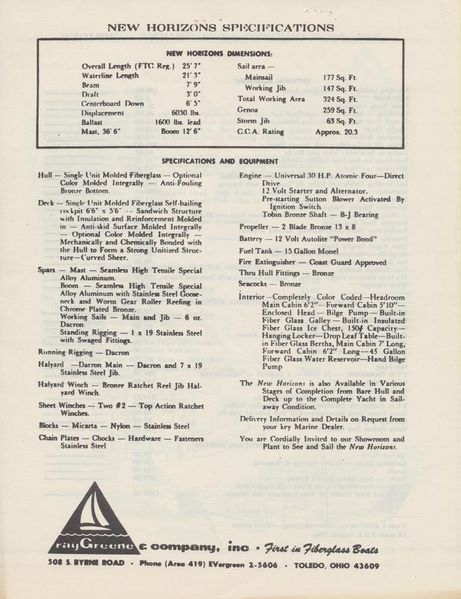 NEW HORIZONS SPECIFICATIONS
NEW HORIZONS DIMENSIONS:
Overall Length (FTC Reg.) 25' 7"
Waterline Length 21' 3"
Beam 7' 9"
Draft 3' 0"
Centerboard Down 6' 5"
Displacement 6030 lbs.
Ballast 1600 lbs. lead
Mast, 36' 6" Boom 12' 6"
Sail area —
Mainsail 177 Sq. Ft.
Working Jib 147 Sq. Ft.
Total Working Area 324 Sq. Ft.
Genoa 259 Sq. Ft.
Storm Jib 63 Sq. Ft.
C.C.A. Rating Approx. 20.3
SPECIFICATIONS AND EQUIPMENT
Hull — Single Unit Molded Fiberglass — Optional
Color Molded Integrally — Anti-Fouling
Bronze Bottom.
Deck — Single Unit Molded Fiberglass Self-bailing
cockpit 6'6" x 5'6" — Sandwich Structure
with Insulation and Reinforcement Molded
in — Anti-skid Surface Molded Integrally
— Optional Color Molded Integrally —
Mechanically and Chemically Bonded with
the Hull to Form a Strong Unitized Struc-
ture—Curved Sheer.
Spars — Mast — Seamless High Tensile Special
Alloy Aluminum.
Boom — Seamless High Tensile Special
Alloy Aluminum with Stainless Steel Goose-
neck and Worm Gear Roller Reefing in
Chrome Plated Bronze.
Working Sails — Main and Jib — 6 oz.
Dacron.
Standing Rigging — 1 x 19 Stainless Steel
with Swaged Fittings.
Running Rigging — Dacron
Halyard —Dacron Main — Dacron and 7 x 19
Stainless Steel Jib.
Halyard Winch — Bronze Ratchet Reel Jib Hal-
yard Winch.
Sheet Winches — Two #2 — Top Action Ratchet
Winches.
Blocks — Micarta — Nylon — Stainless Steel
Chain Plates — Chocks — Hardware — Fasteners
Stainless Steel
Engine — Universal 30 H.P. Atomic Four—Direct
Drive
12 Volt Starter and Alternator.
Pre-starting Sutton Blower Activated By
Ignition Switch
Tobin Bronze Shaft — B-J Bearing
Propeller — 2 Blade Bronze 13 x 8
Battery — 12 Volt Autolite "Power Bond"
Fuel Tank — 15 Gallon Monel
Fire Extinguisher — Coast Guard Approved
Thru Hull Fittings — Bronze
Seacocks — Bronze
Interior —Completely Color Coded—Headroom
Main Cabin 6'2"— Forward Cabin 5'10"—
Enclosed Head — Bilge Pump — Built-in
Fiber Glass Galley — Built-in Insulated
Fiber Glass Ice Chest, 150# Capacity—
Hanging Locker—Drop Leaf Table—Built-
in Fiber Glass Berths, Main Cabin 7' Long,
Forward Cabin 6'2" Long—45 Gallon
Fiber Glass Water Reservoir—Hand Bilge
Pump
The New Horizons is also Available in Various
Stages of Completion from Bare Hull and
Deck up to the Complete Yacht in Sail-
away Condition.
Delivery Information and Details on Request from
your key Marine Dealer.
You are Cordially Invited to our Showroom and
Plant to See and Sail the New Horizons.
rayGreene & company, inc • First in Fiberglass Boats
508 S. BYRNE ROAD • Phone (Area 419) EVergreen 2-5606 • TOLEDO, OHIO 43609